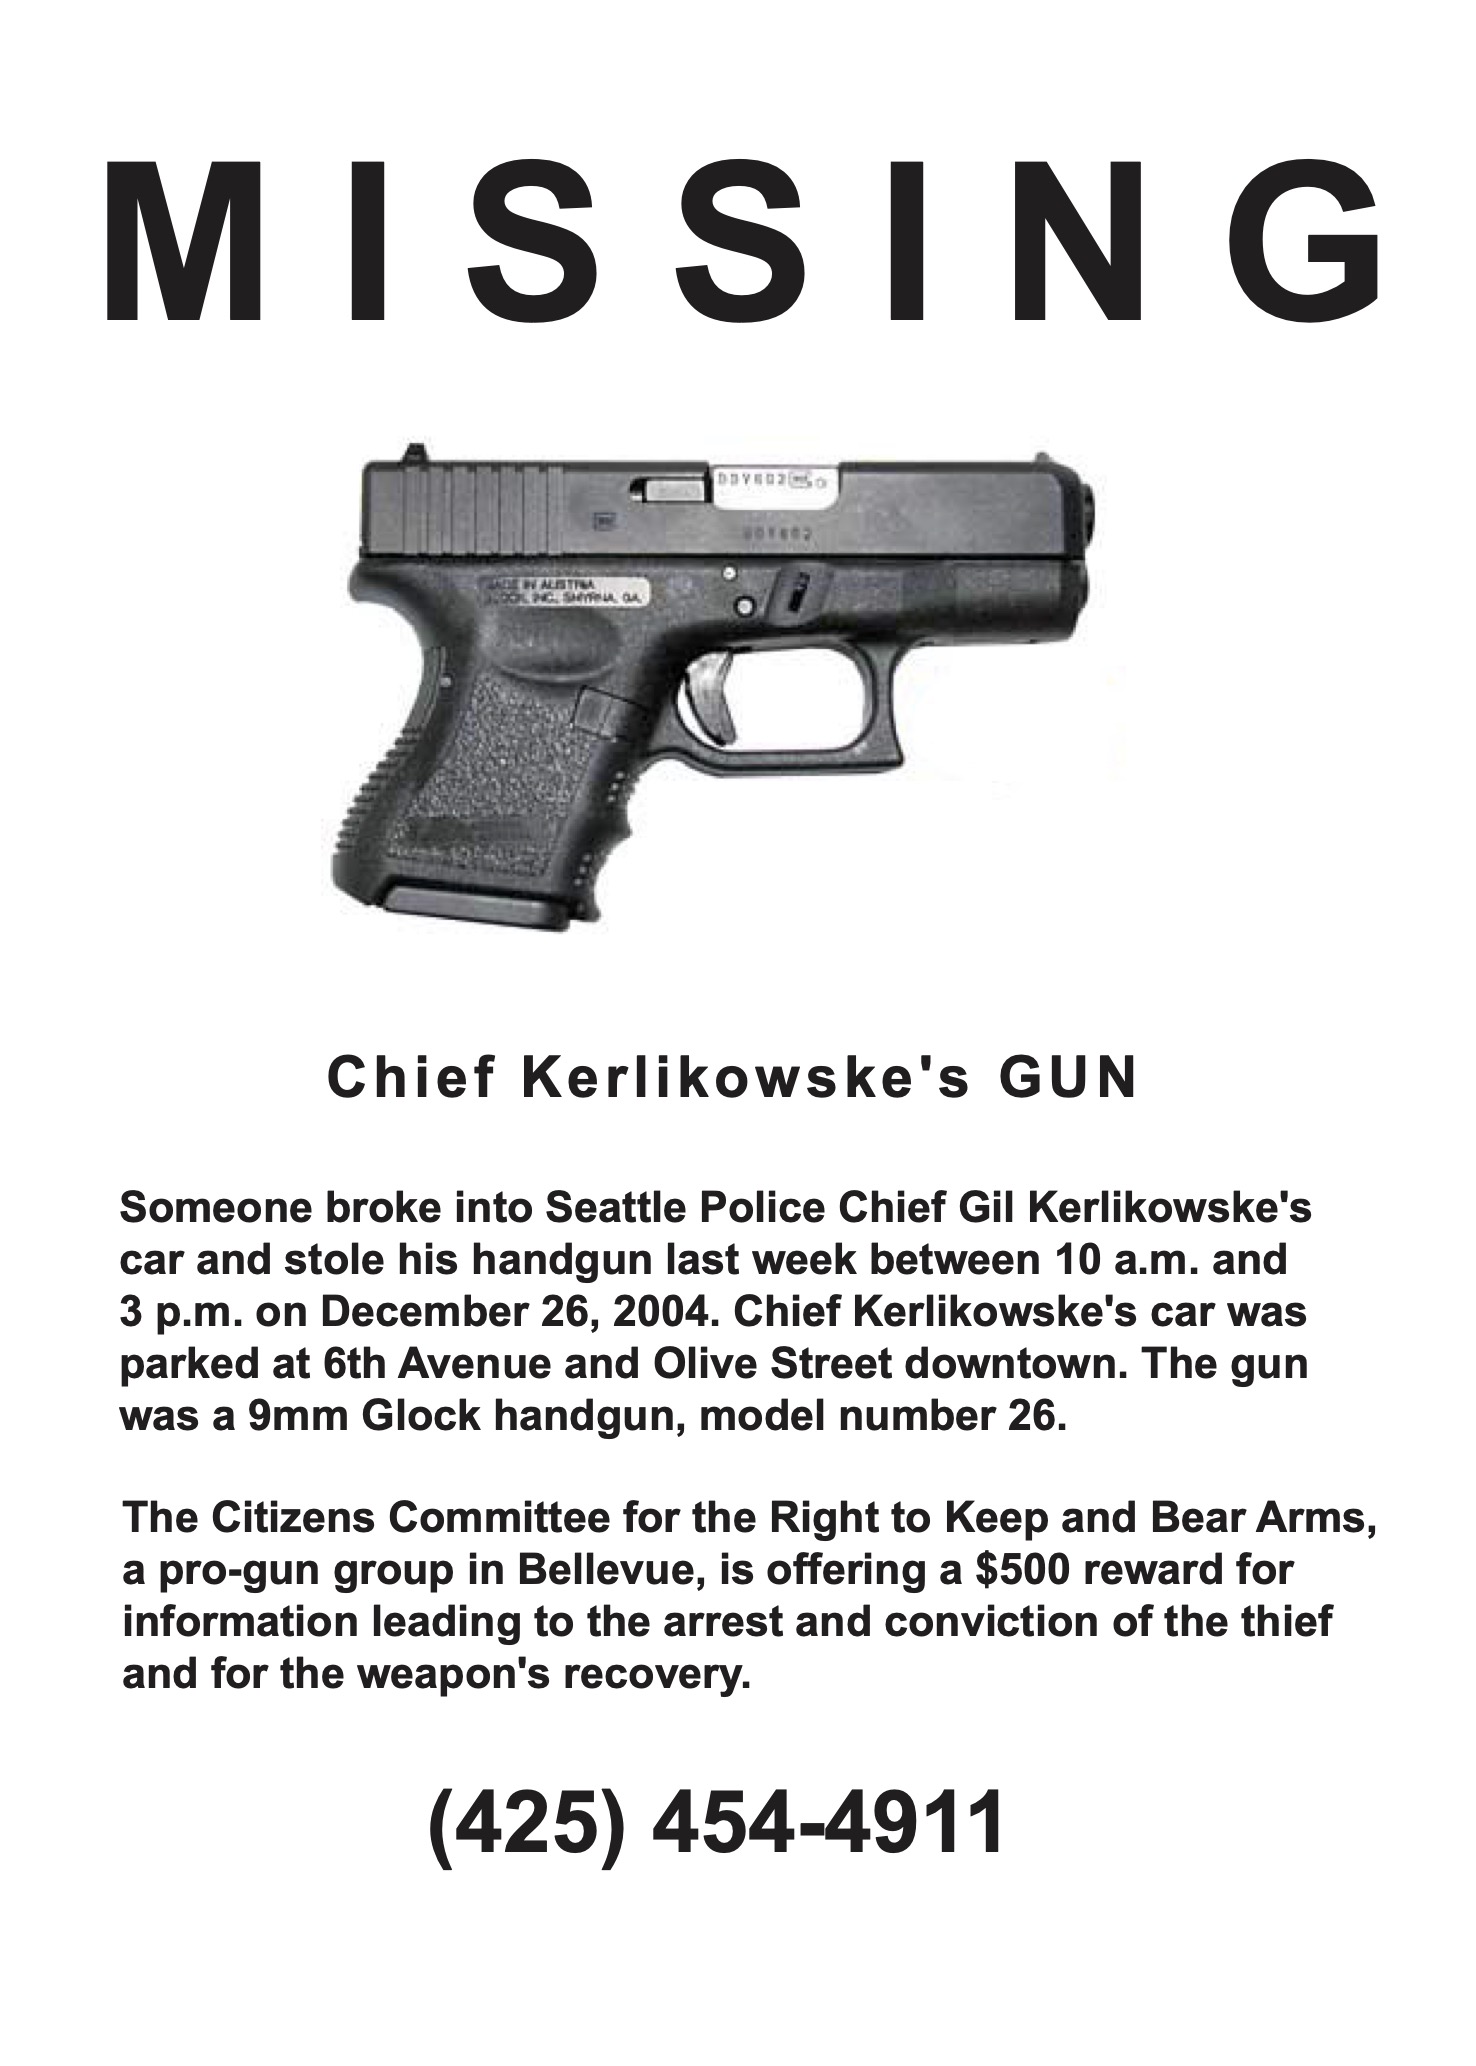 MISSING
DDY602
DDY602
MADE IN AUSTRIA
GLOCK, INC., SMYRNA, GA.
Chief Kerlikowske's GUN
Someone broke into Seattle Police Chief Gil Kerlikowske's
car and stole his handgun last week between 10 a.m. and
3 p.m. on December 26, 2004. Chief Kerlikowske's car was
parked at 6th Avenue and Olive Street downtown. The gun
was a 9mm Glock handgun, model number 26.
The Citizens Committee for the Right to Keep and Bear Arms,
a pro-gun group in Bellevue, is offering a $500 reward for
information leading to the arrest and conviction of the thief
and for the weapon's recovery.
(425) 454-4911